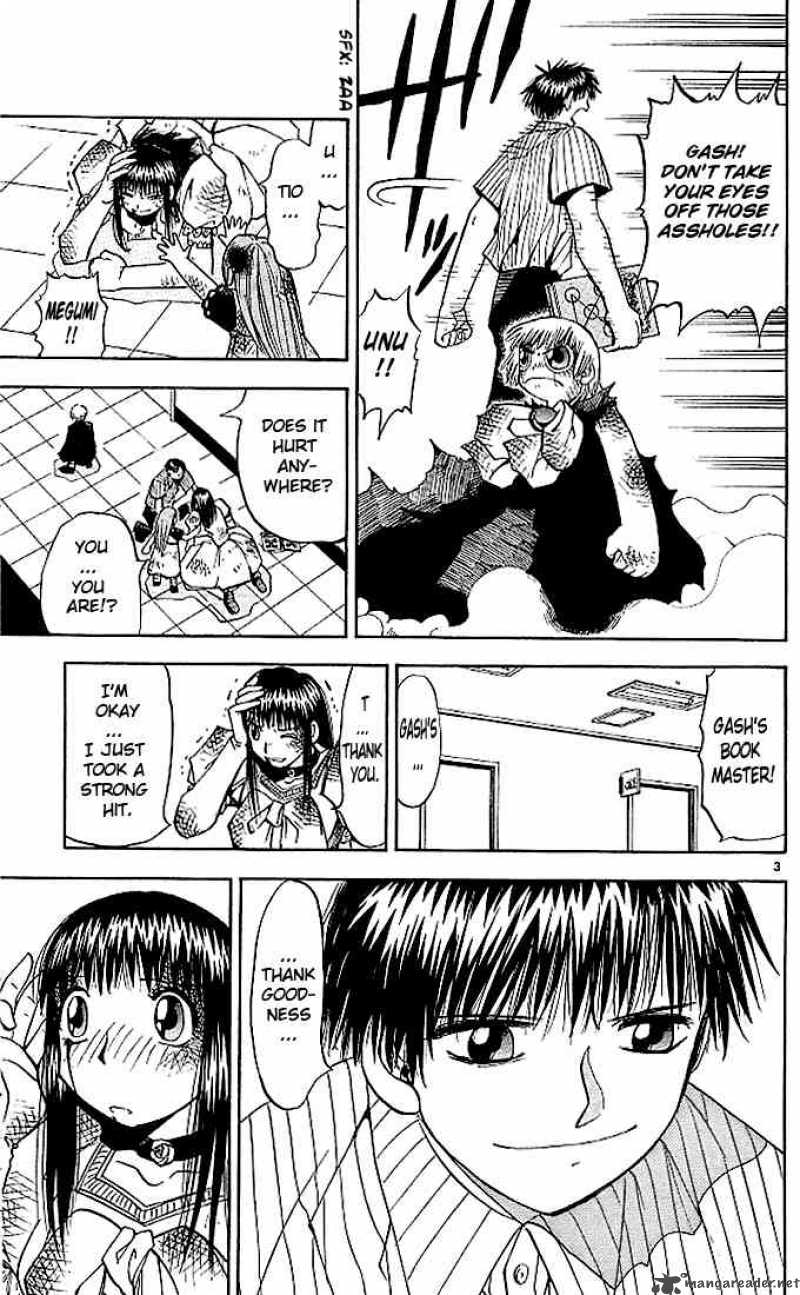 GASH!
DON'T TAKE
YOUR EYES
OFF THOSE
ASSHOLES!!
UNU
!!
SFX: ZAA
U
...
TIO
...
MEGUMI
!!
DOES IT
HURT
ANY-
WHERE?
YOU
...
YOU
ARE!?
GASH'S
BOOK
MASTER!
GASH'S
...
T
...
THANK
YOU.
I'M
OKAY
...
I JUST
TOOK A
STRONG
HIT.
3
...
THANK
GOOD-
NESS
...
mangareader.net